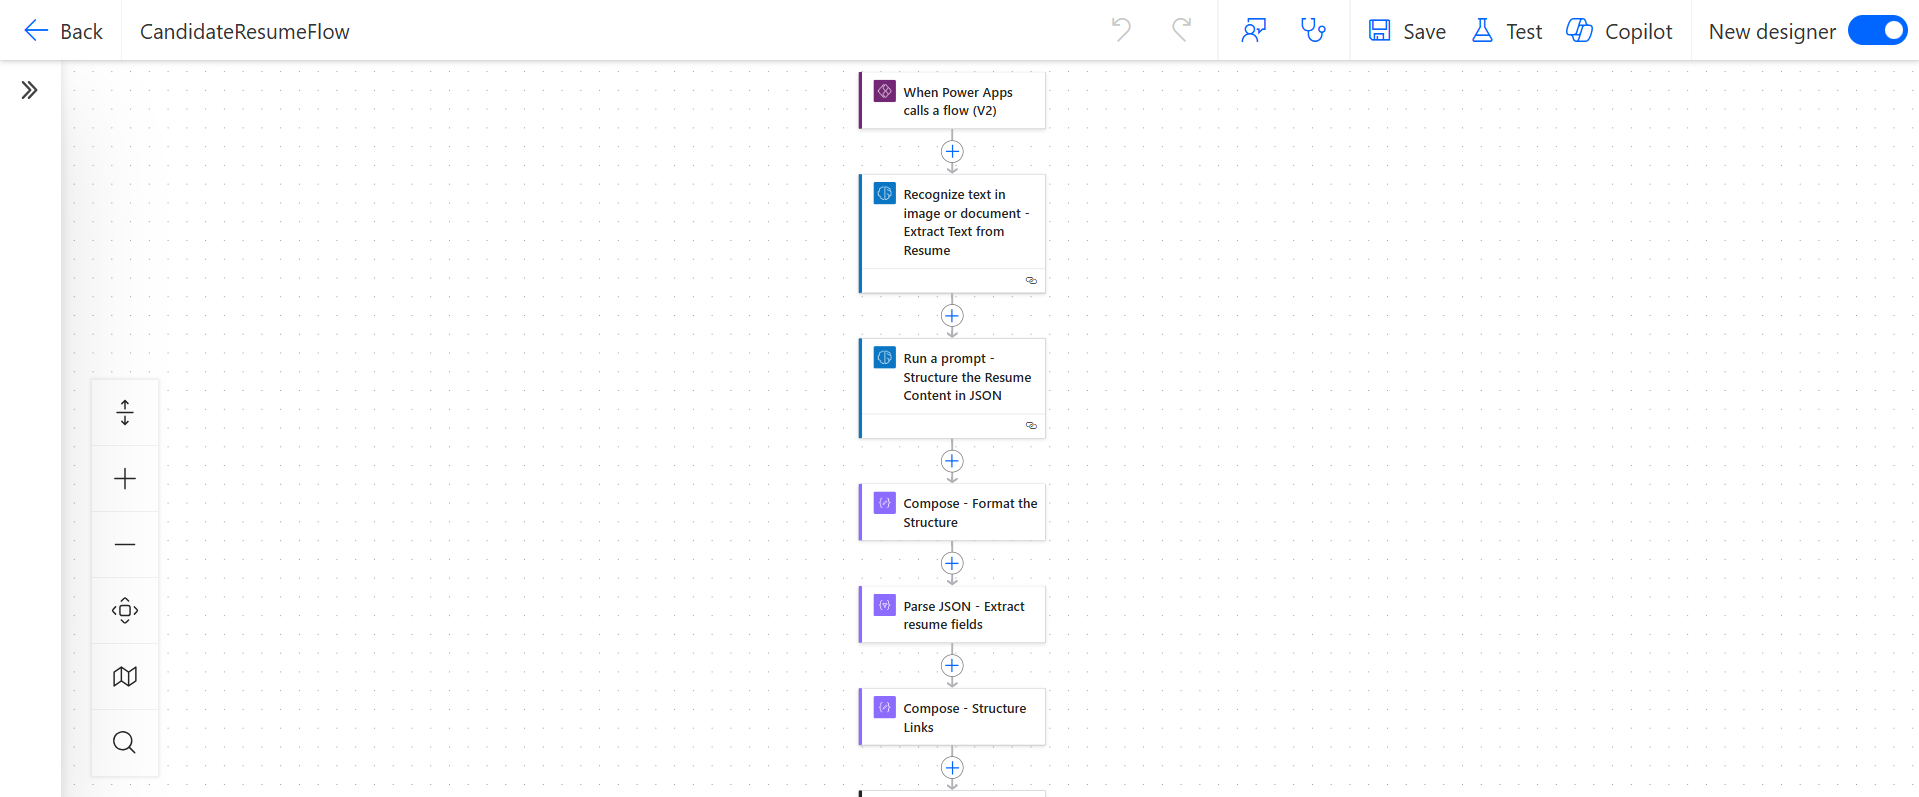 Back
CandidateResumeFlow
Save
Test
Copilot
New designer
When Power Apps
calls a flow (V2)
Recognize text in
image or document -
Extract Text from
Resume
Run a prompt -
Structure the Resume
Content in JSON
Compose - Format the
Structure
Parse JSON - Extract
resume fields
Compose - Structure
Links